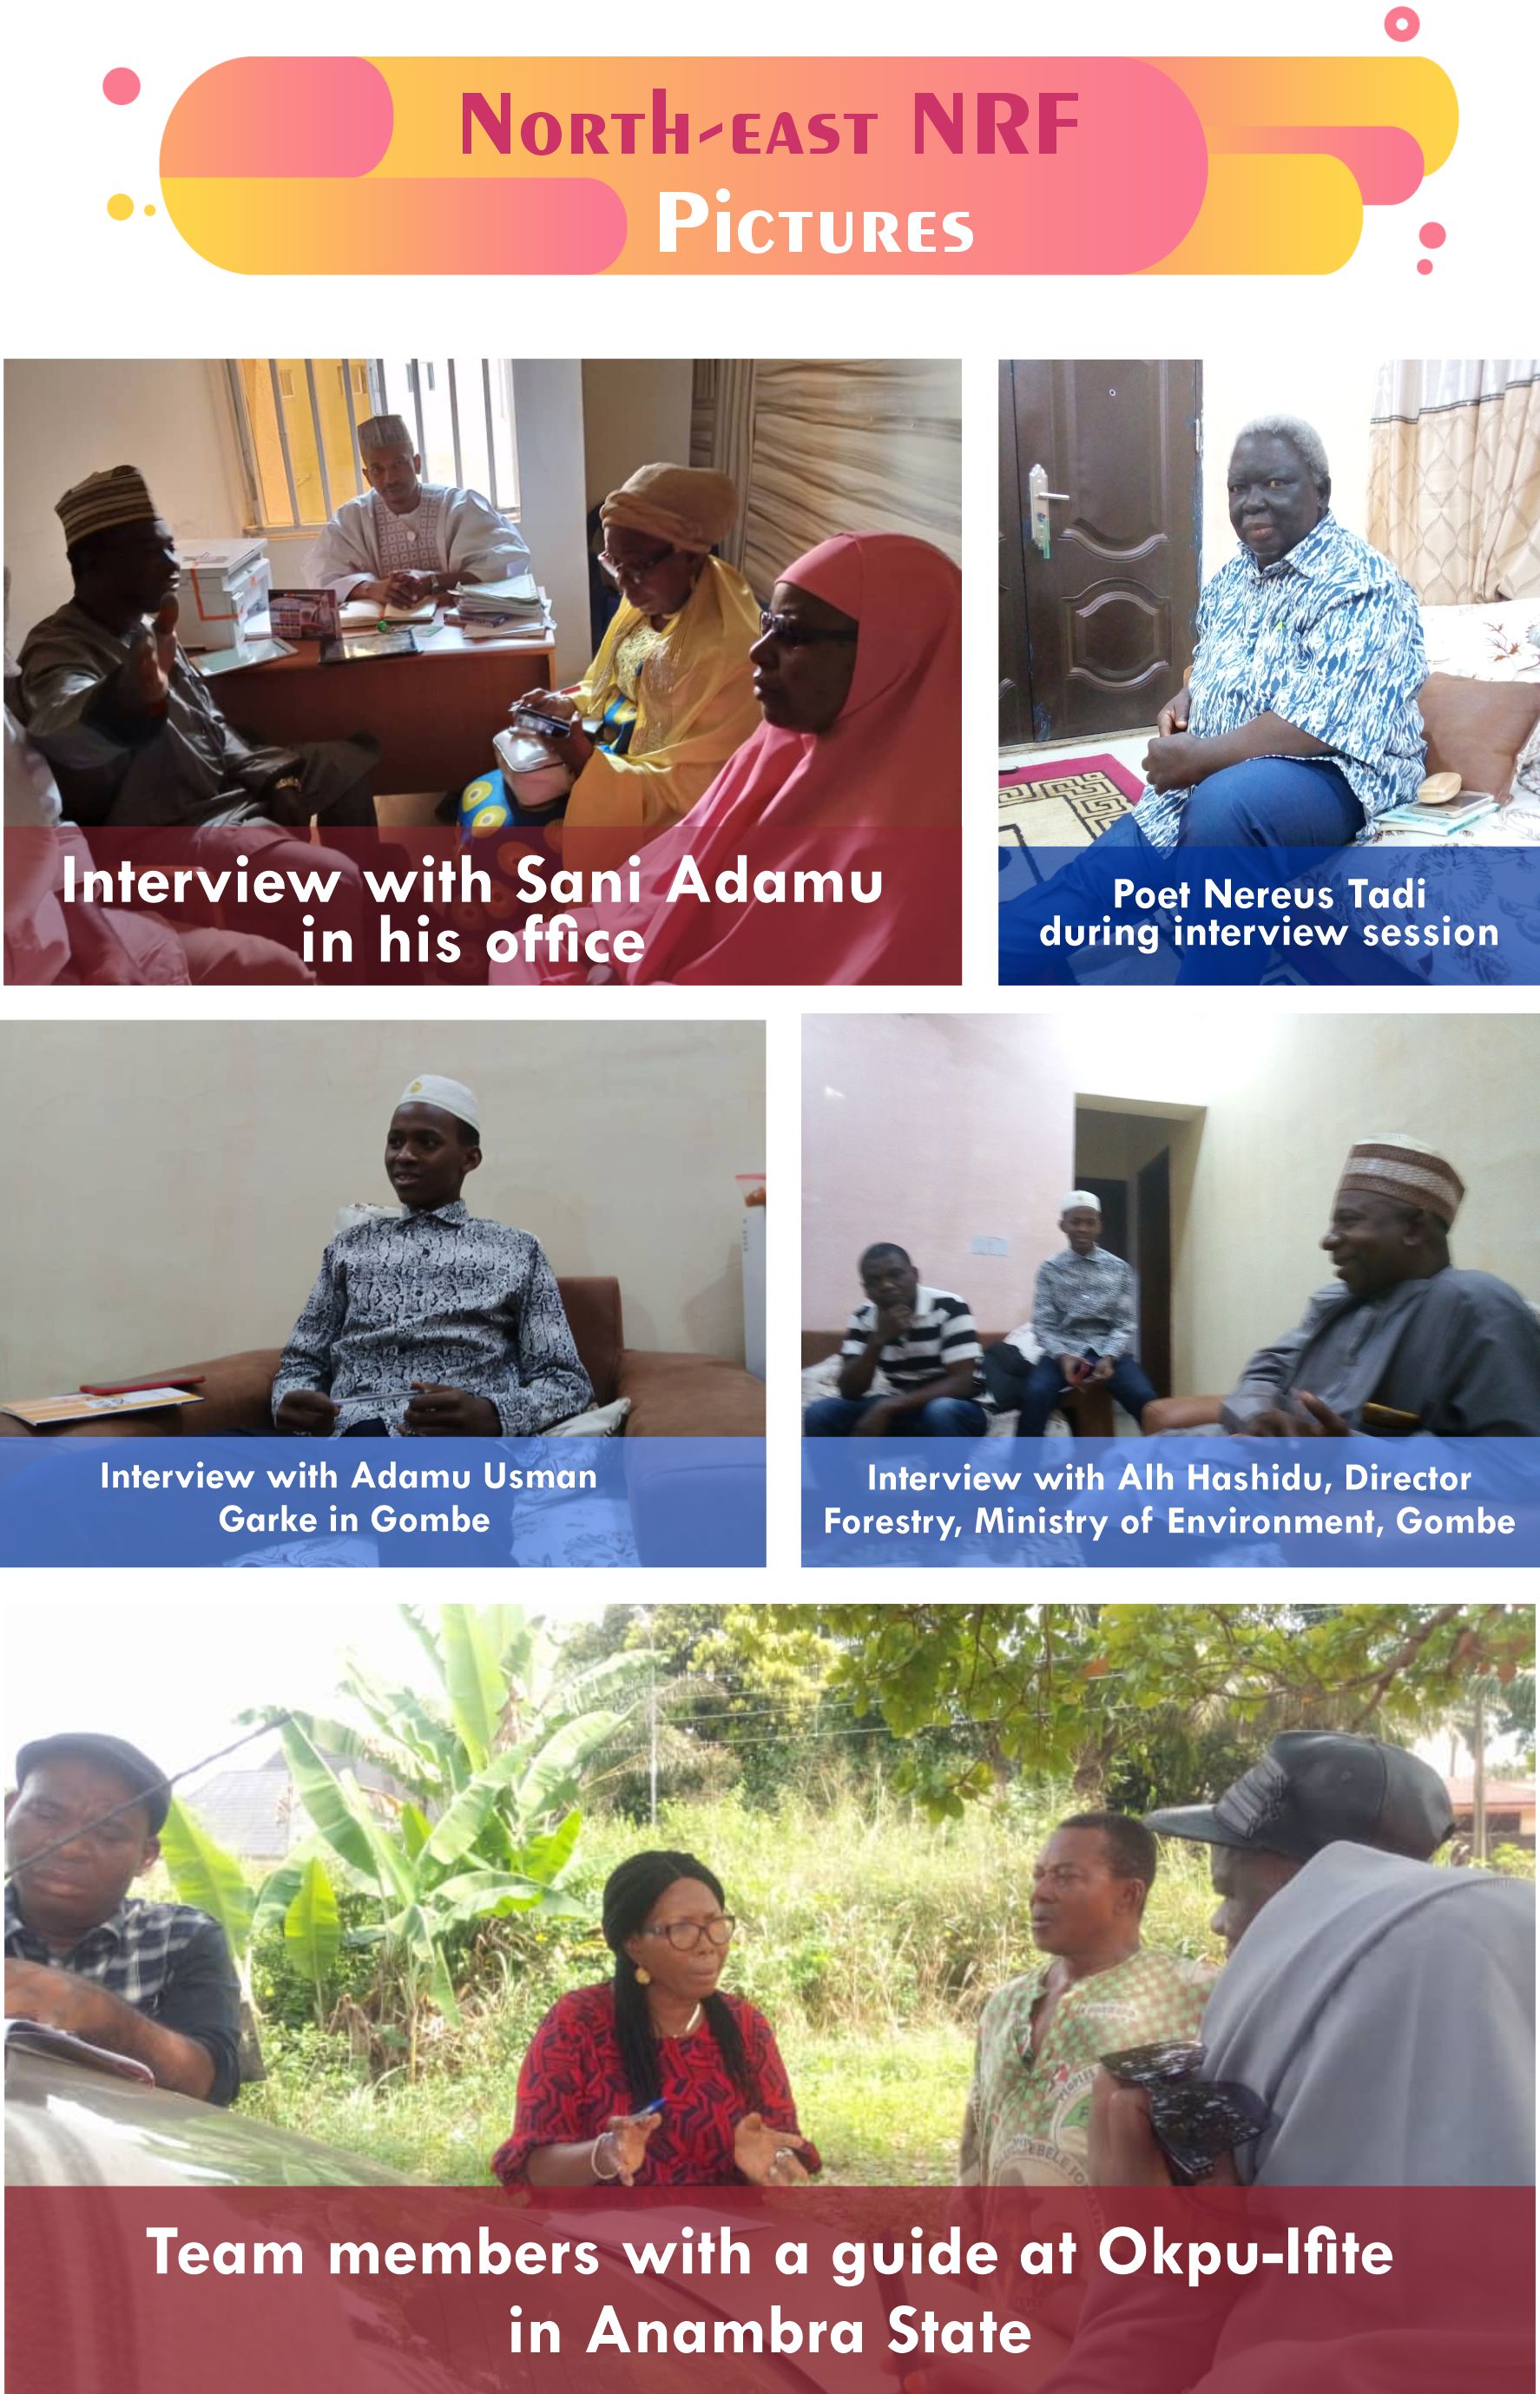 North-east NRF
Pictures
Interview with Sani Adamu
in his office
Poet Nereus Tadi
during interview session
Interview with Adamu Usman
Garke in Gombe
Interview with Alh Hashidu, Director
Forestry, Ministry of Environment, Gombe
Team members with a guide at Okpu-Ifite
in Anambra State